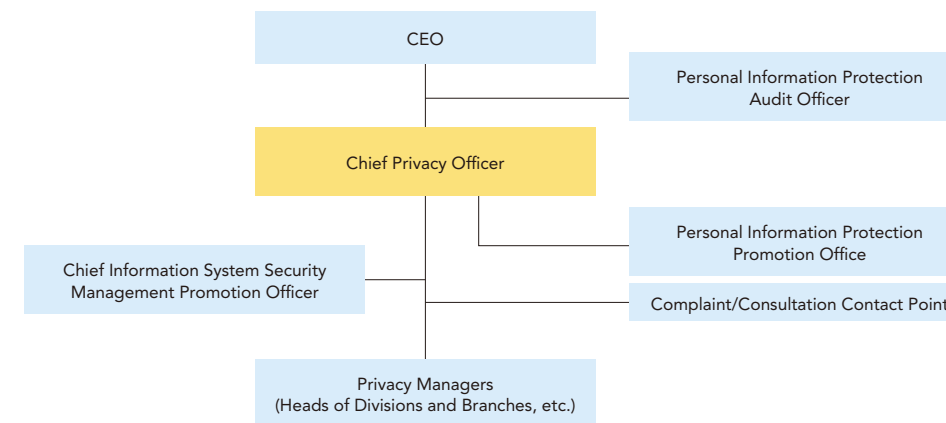 CEO
Personal Information Protection
Audit Officer
Chief Privacy Officer
Personal Information Protection
Promotion Office
Chief Information System Security
Management Promotion Officer
Complaint/Consultation Contact Point
Privacy Managers
(Heads of Divisions and Branches, etc.)